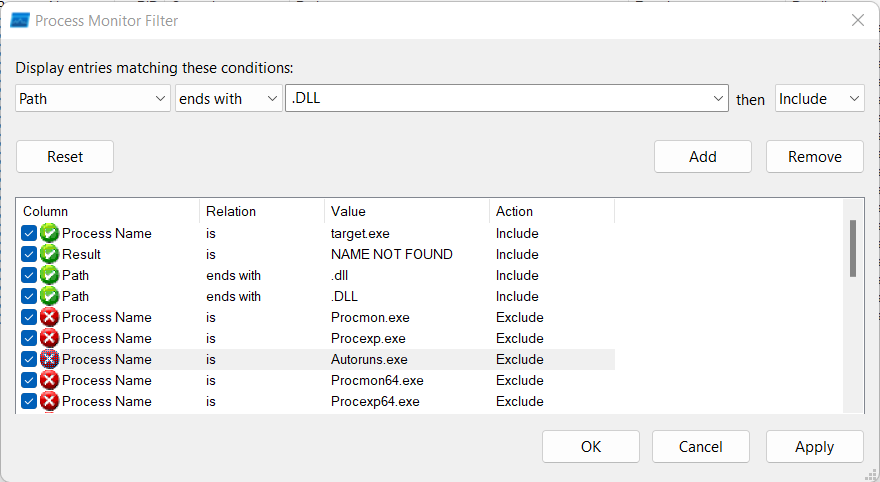 Process Monitor Filter
Display entries matching these conditions:
Path ends with .DLL then Include
Reset Add Remove
Column Relation Value Action
Process Name is target.exe Include
Result is NAME NOT FOUND Include
Path ends with .dll Include
Path ends with .DLL Include
Process Name is Procmon.exe Exclude
Process Name is Procexp.exe Exclude
Process Name is Autoruns.exe Exclude
Process Name is Procmon64.exe Exclude
Process Name is Procexp64.exe Exclude
OK Cancel Apply